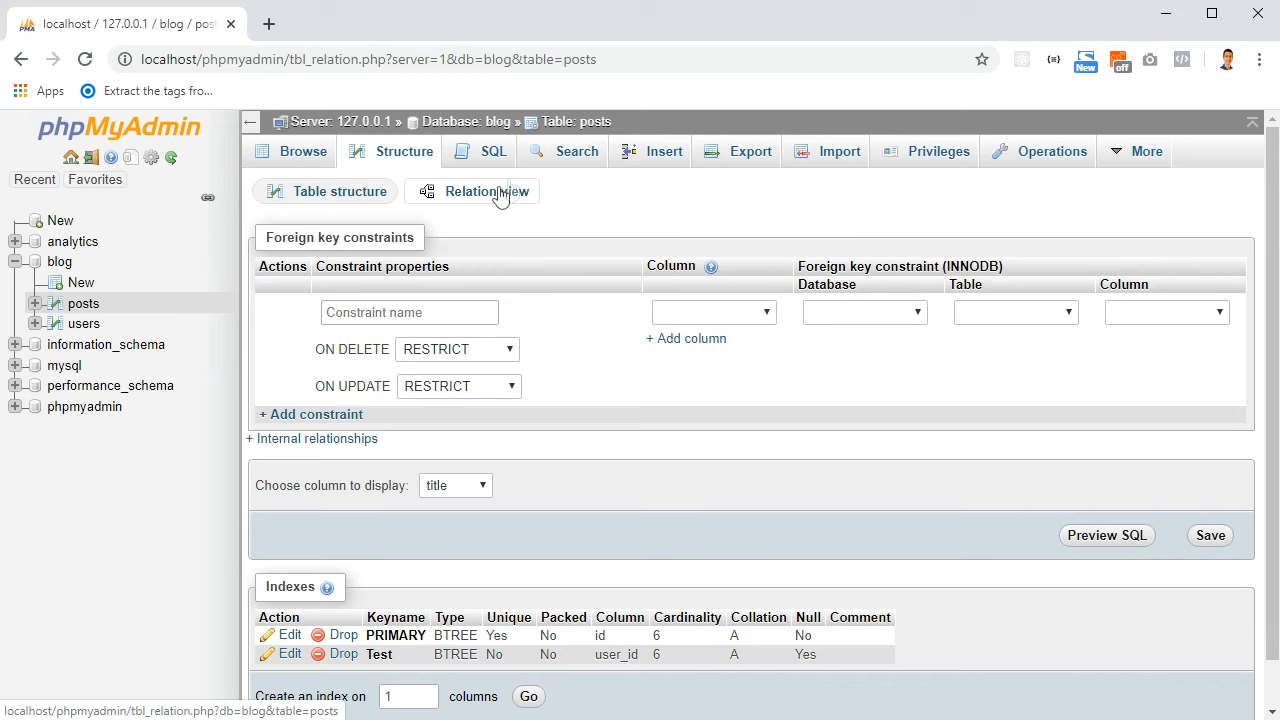 localhost / 127.0.0.1 / blog / post
localhost/phpmyadmin/tbl_relation.php?server=1&db=blog&table=posts
New
off
Apps
Extract the tags fro...
phpMyAdmin
Recent
Favorites
New
analytics
blog
New
posts
users
information_schema
mysql
performance_schema
phpmyadmin
Server: 127.0.0.1 » Database: blog » Table: posts
Browse Structure SQL Search Insert Export Import Privileges Operations More
Table structure Relation view
Foreign key constraints
Actions Constraint properties Column Foreign key constraint (INNODB)
Database Table Column
Constraint name
+ Add column
ON DELETE RESTRICT
ON UPDATE RESTRICT
+ Add constraint
+ Internal relationships
Choose column to display: title
Preview SQL Save
Indexes
Action Keyname Type Unique Packed Column Cardinality Collation Null Comment
Edit Drop PRIMARY BTREE Yes No id 6 A No
Edit Drop Test BTREE No No user_id 6 A Yes
Create an index on 1 columns Go
localhost/phpmyadmin/tbl_relation.php?db=blog&table=posts